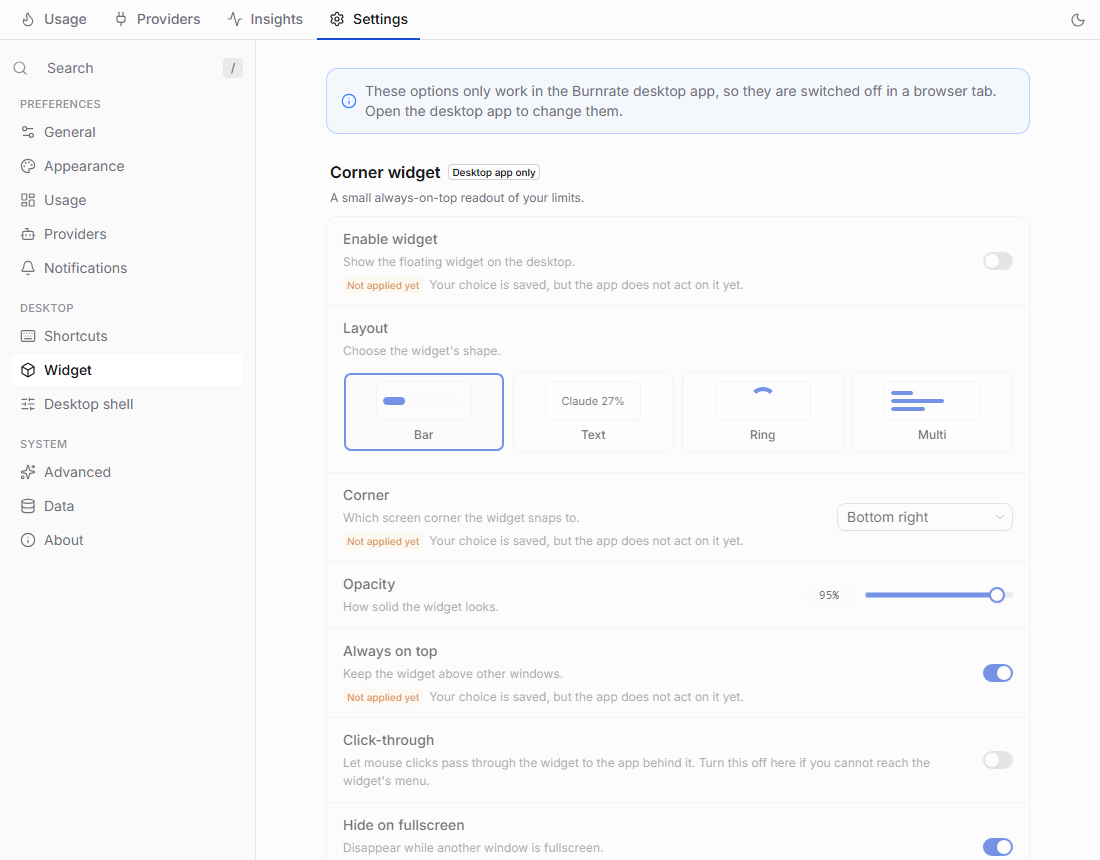 Usage
Providers
Insights
Settings
Search
/
PREFERENCES
General
Appearance
Usage
Providers
Notifications
DESKTOP
Shortcuts
Widget
Desktop shell
SYSTEM
Advanced
Data
About
These options only work in the Burnrate desktop app, so they are switched off in a browser tab.
Open the desktop app to change them.
Corner widget
Desktop app only
A small always-on-top readout of your limits.
Enable widget
Show the floating widget on the desktop.
Not applied yet Your choice is saved, but the app does not act on it yet.
Layout
Choose the widget's shape.
Bar
Claude 27%
Text
Ring
Multi
Corner
Which screen corner the widget snaps to.
Not applied yet Your choice is saved, but the app does not act on it yet.
Bottom right
Opacity
How solid the widget looks.
95%
Always on top
Keep the widget above other windows.
Not applied yet Your choice is saved, but the app does not act on it yet.
Click-through
Let mouse clicks pass through the widget to the app behind it. Turn this off here if you cannot reach the
widget's menu.
Hide on fullscreen
Disappear while another window is fullscreen.